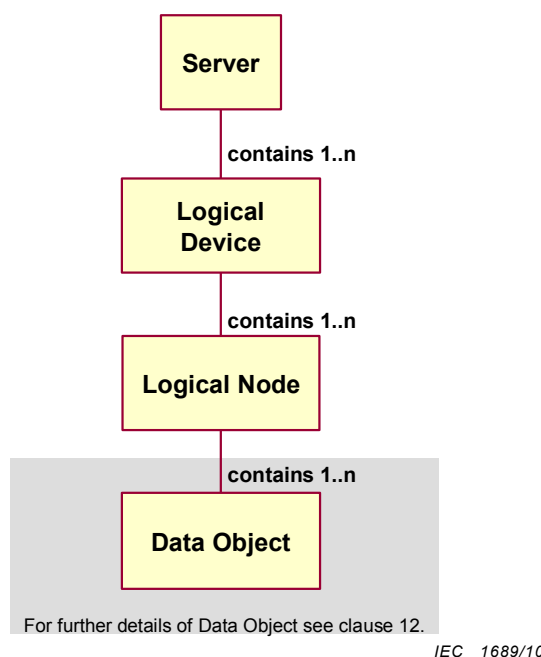 Server
contains 1..n
Logical
Device
contains 1..n
Logical Node
contains 1..n
Data Object
For further details of Data Object see clause 12.
IEC 1689/10